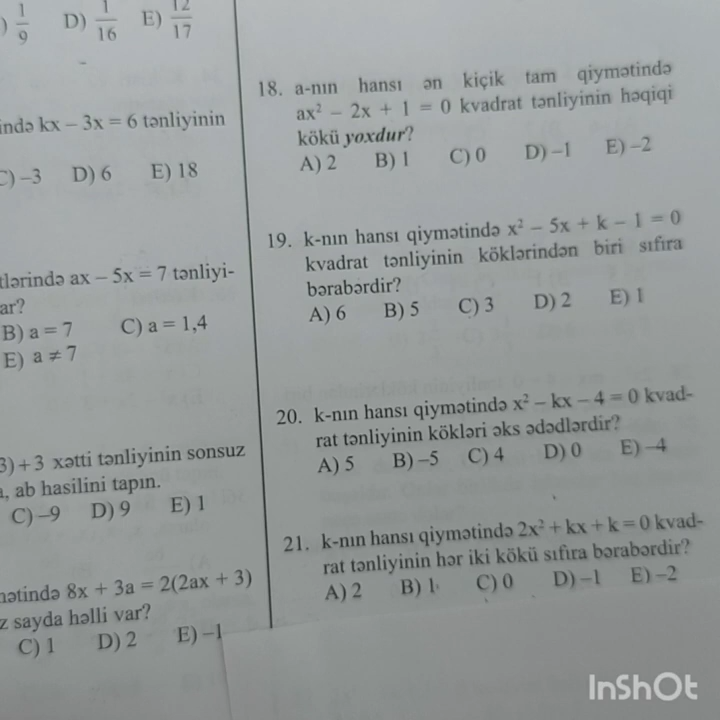 ) 1/9 D) 1/16 E) 12/17
ində kx – 3x = 6 tənliyinin
C) –3 D) 6 E) 18
tlərində ax – 5x = 7 tənliyi-
ar?
B) a = 7 C) a = 1,4
E) a ≠ 7
3) + 3 xətti tənliyinin sonsuz
a, ab hasilini tapın.
C) –9 D) 9 E) 1
mətində 8x + 3a = 2(2ax + 3)
z sayda həlli var?
C) 1 D) 2 E) –1
18. a-nın hansı ən kiçik tam qiymətində
ax² – 2x + 1 = 0 kvadrat tənliyinin həqiqi
kökü yoxdur?
A) 2 B) 1 C) 0 D) –1 E) –2
19. k-nın hansı qiymətində x² – 5x + k – 1 = 0
kvadrat tənliyinin köklərindən biri sıfıra
bərabərdir?
A) 6 B) 5 C) 3 D) 2 E) 1
20. k-nın hansı qiymətində x² – kx – 4 = 0 kvad-
rat tənliyinin kökləri əks ədədlərdir?
A) 5 B) –5 C) 4 D) 0 E) –4
21. k-nın hansı qiymətində 2x² + kx + k = 0 kvad-
rat tənliyinin hər iki kökü sıfıra bərabərdir?
A) 2 B) 1 C) 0 D) –1 E) –2
InShOt